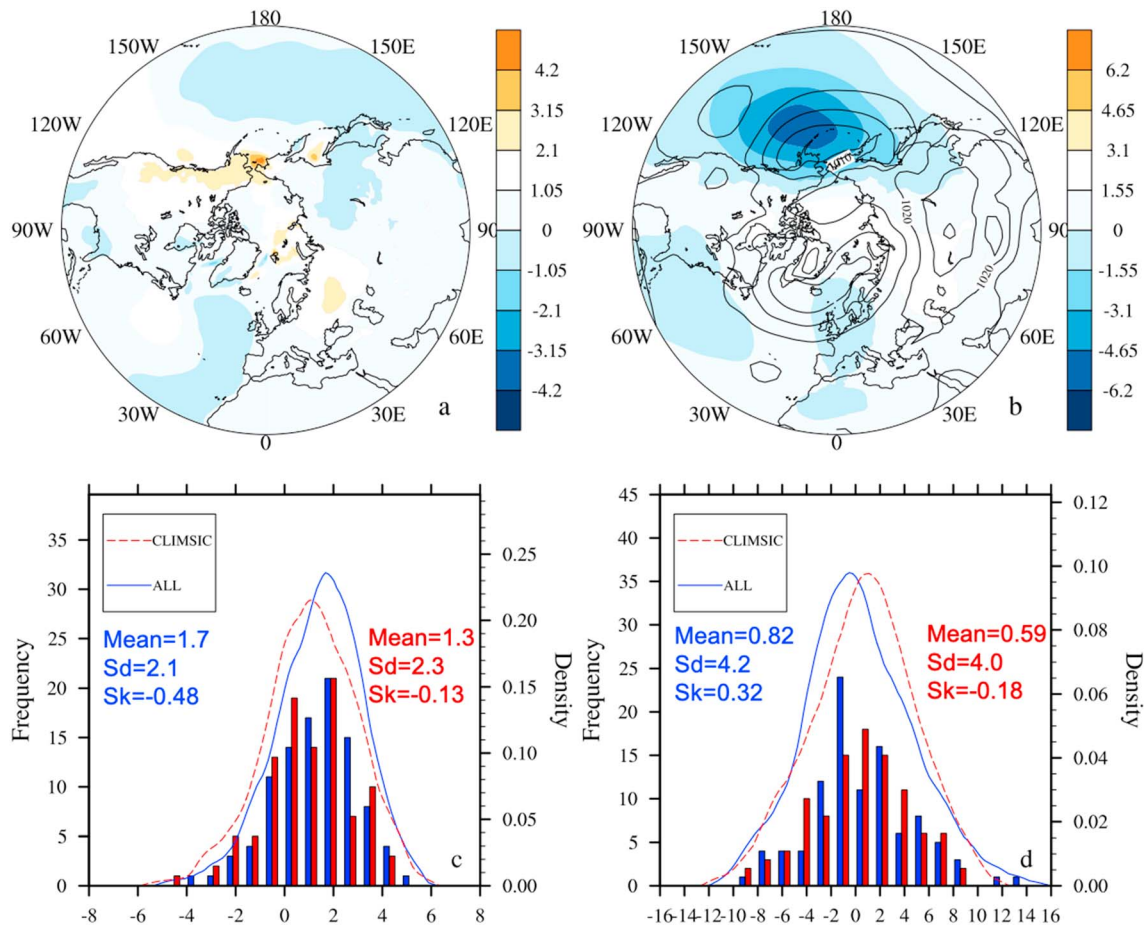 180
150W 150E
120W 120E
90W 90
60W 60E
30W 30E
0
a
4.2
3.15
2.1
1.05
0
-1.05
-2.1
-3.15
-4.2
180
150W 150E
120W 120E
90W 90E
60W 60E
30W 30E
0
1020
1020
b
6.2
4.65
3.1
1.55
0
-1.55
-3.1
-4.65
-6.2
CLIMSIC
ALL
Mean=1.7
Sd=2.1
Sk=-0.48
Mean=1.3
Sd=2.3
Sk=-0.13
Frequency
35
30
25
20
15
10
5
0
Density
0.25
0.20
0.15
0.10
0.05
0.00
-8 -6 -4 -2 0 2 4 6 8
c
CLIMSIC
ALL
Mean=0.82
Sd=4.2
Sk=0.32
Mean=0.59
Sd=4.0
Sk=-0.18
Frequency
45
40
35
30
25
20
15
10
5
0
Density
0.12
0.10
0.08
0.06
0.04
0.02
0.00
-16 -14 -12 -10 -8 -6 -4 -2 0 2 4 6 8 10 12 14 16
d